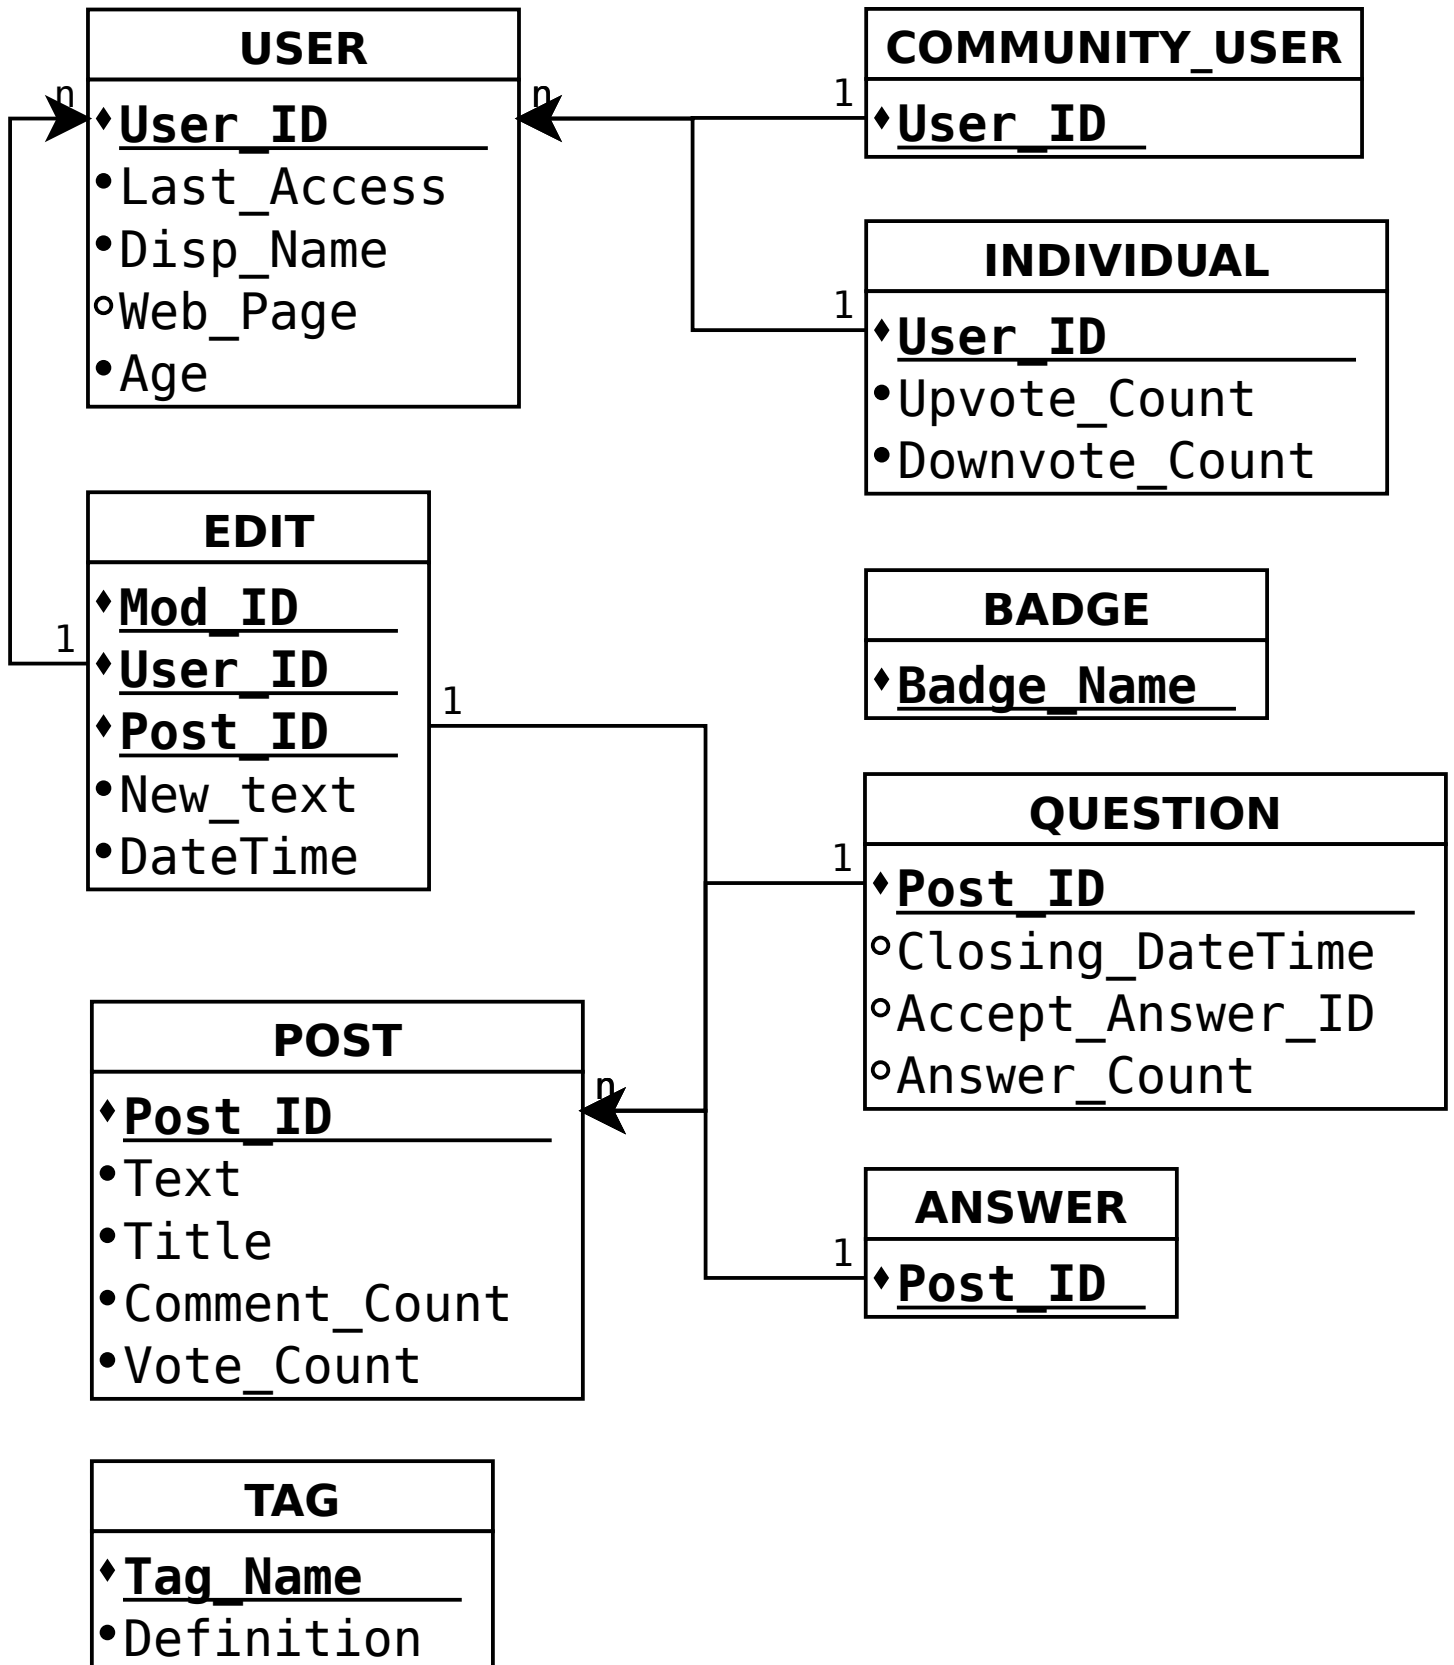 USER
n
User_ID
Last_Access
Disp_Name
Web_Page
Age
n
1
COMMUNITY_USER
User_ID
1
INDIVIDUAL
User_ID
Upvote_Count
Downvote_Count
EDIT
Mod_ID
1
User_ID
Post_ID
New_text
DateTime
1
BADGE
Badge_Name
QUESTION
1
Post_ID
Closing_DateTime
Accept_Answer_ID
Answer_Count
POST
n
Post_ID
Text
Title
Comment_Count
Vote_Count
ANSWER
1
Post_ID
TAG
Tag_Name
Definition